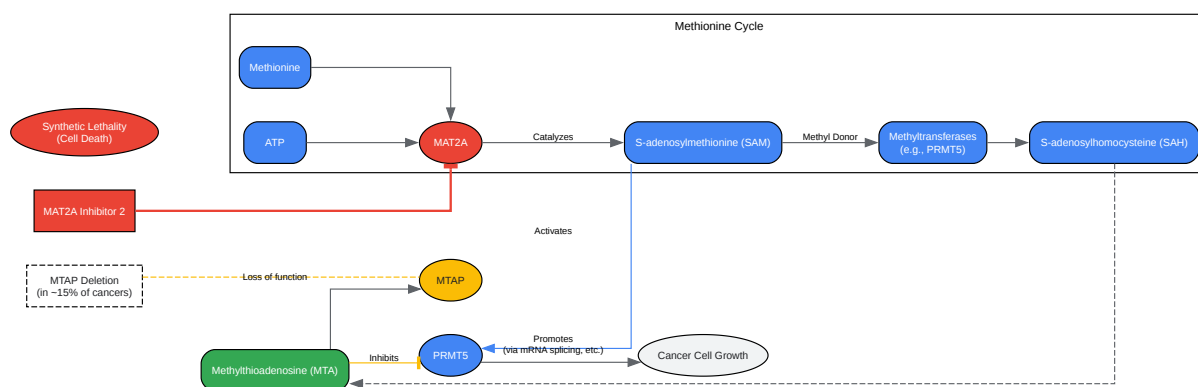 Methionine Cycle
Methionine
Synthetic Lethality
(Cell Death)
ATP
MAT2A
Catalyzes
S-adenosylmethionine (SAM)
Methyl Donor
Methyltransferases
(e.g., PRMT5)
S-adenosylhomocysteine (SAH)
MAT2A Inhibitor 2
Activates
MTAP Deletion
(in ~15% of cancers)
Loss of function
MTAP
Methylthioadenosine (MTA)
Inhibits
PRMT5
Promotes
(via mRNA splicing, etc.)
Cancer Cell Growth